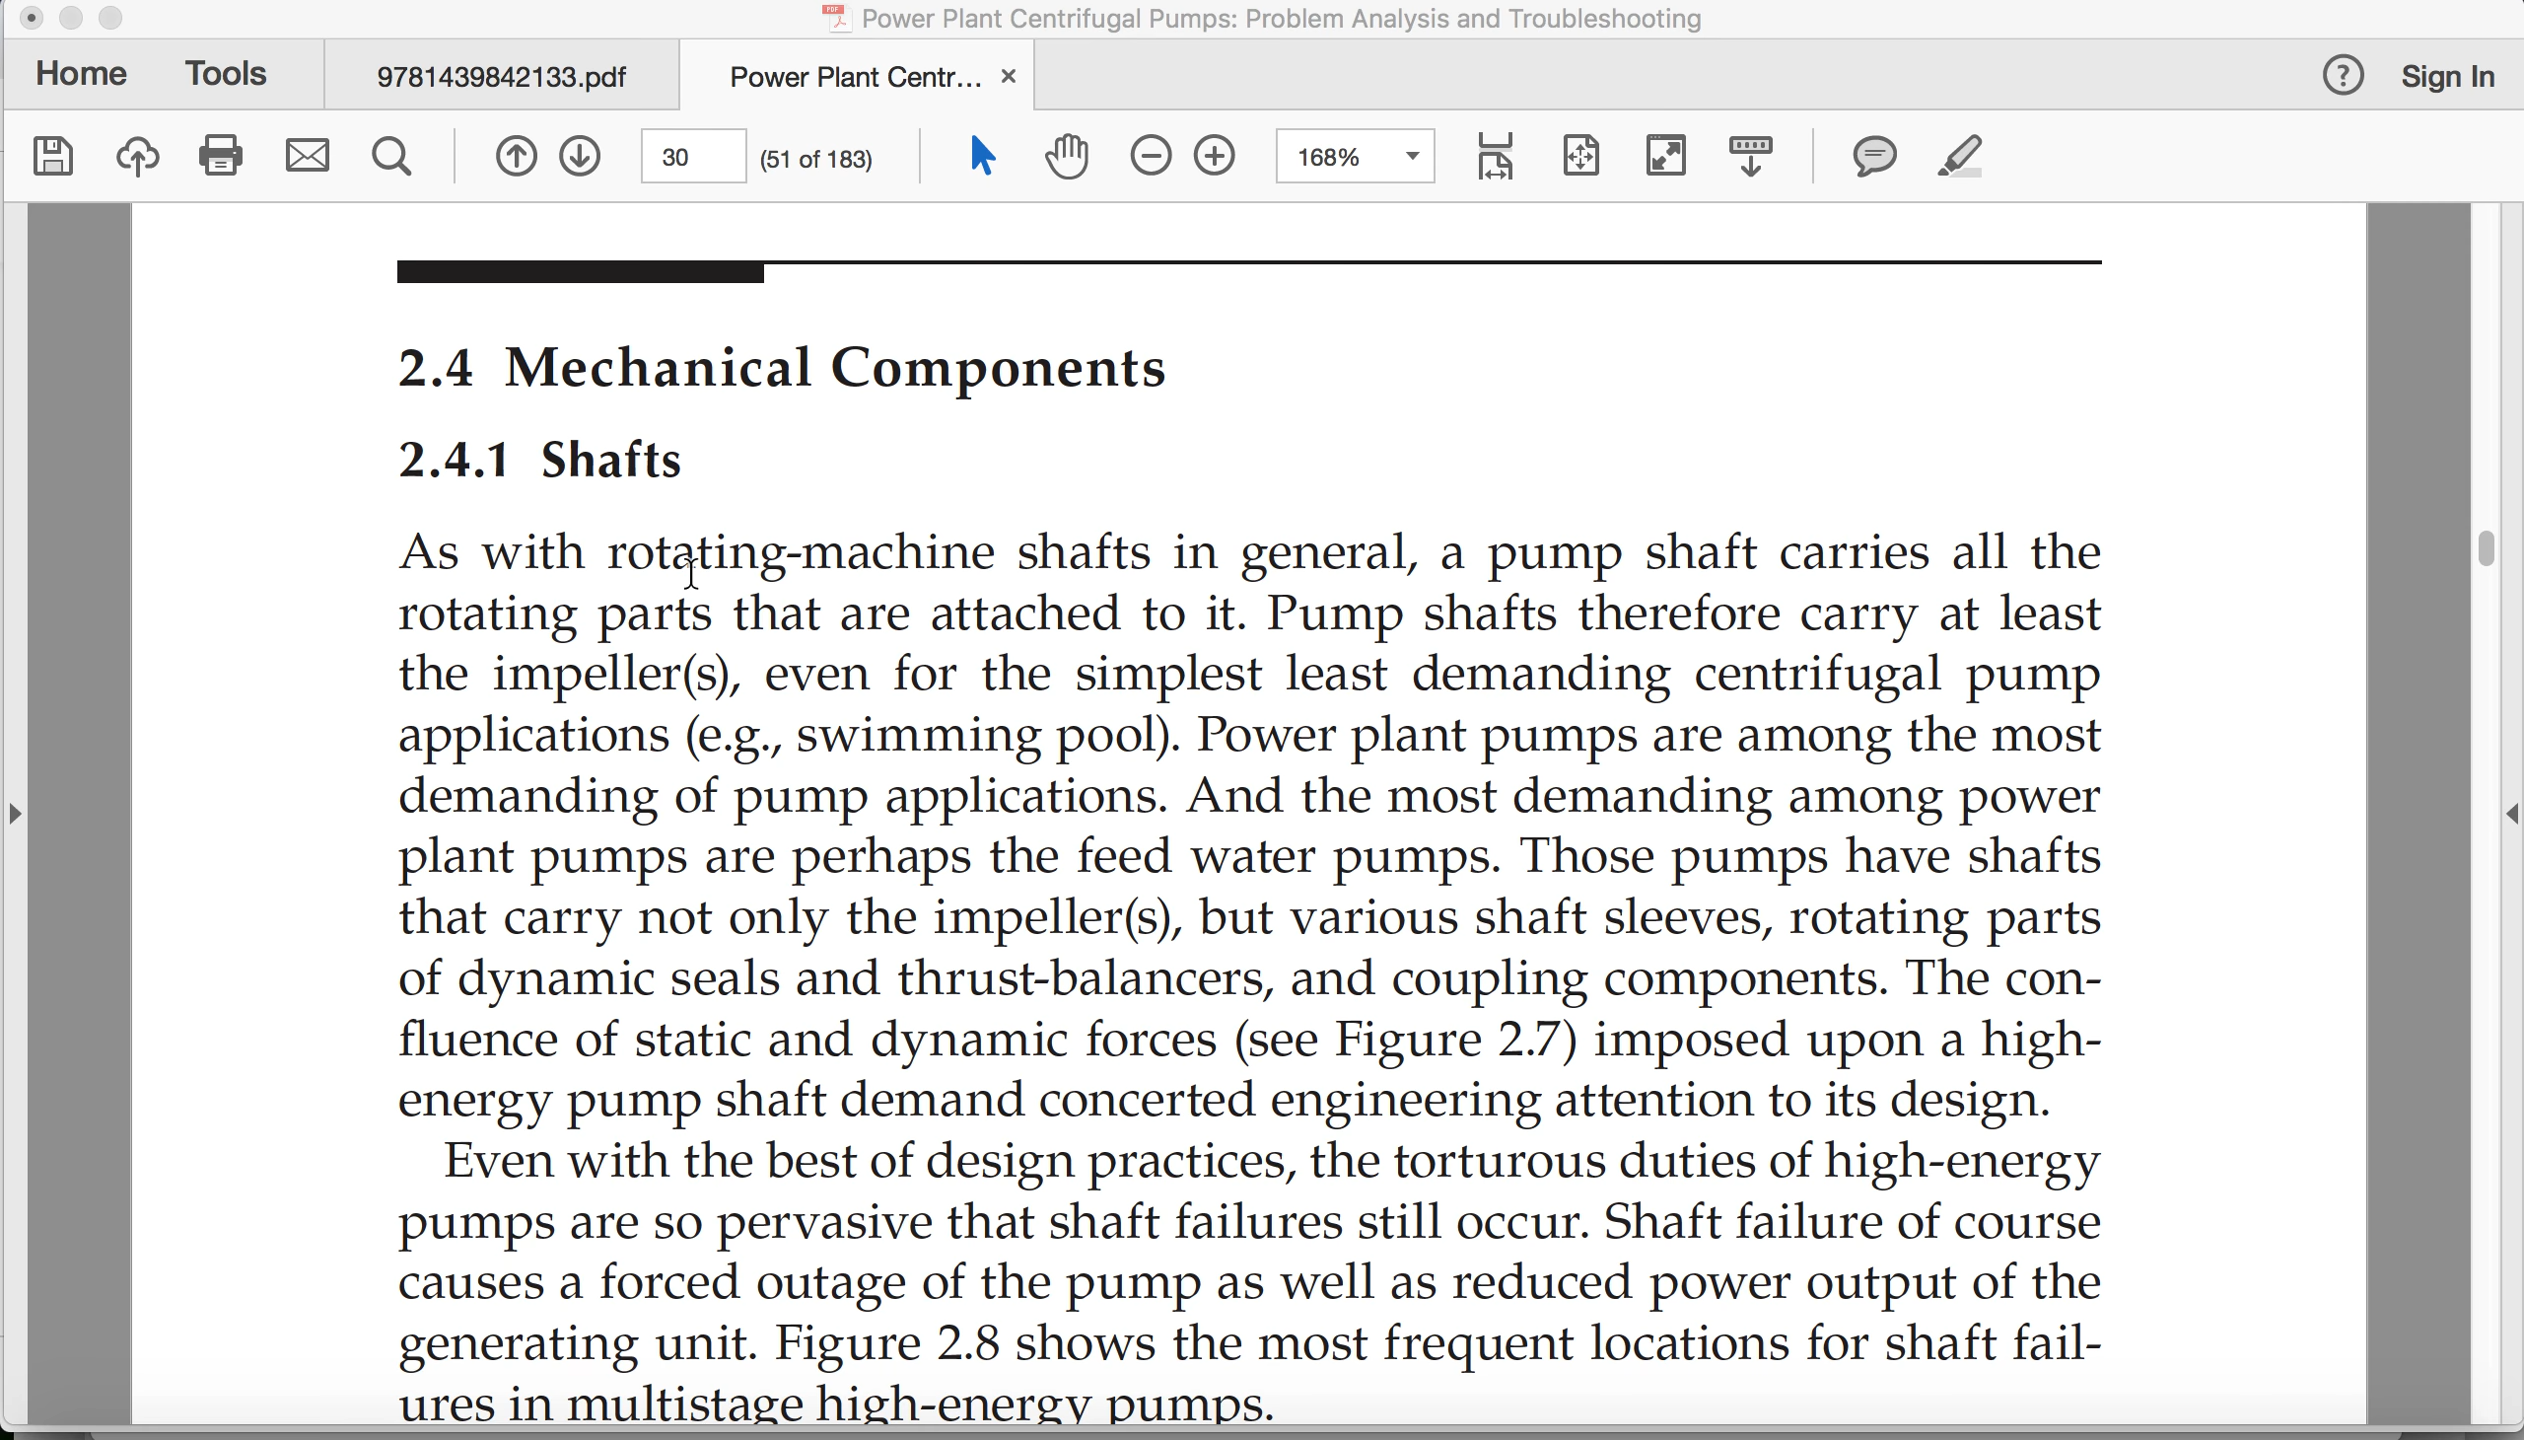 Power Plant Centrifugal Pumps: Problem Analysis and Troubleshooting
Home Tools 9781439842133.pdf Power Plant Centr... × ? Sign In
30 (51 of 183) 168%
2.4 Mechanical Components
2.4.1 Shafts
As with rotating-machine shafts in general, a pump shaft carries all the
rotating parts that are attached to it. Pump shafts therefore carry at least
the impeller(s), even for the simplest least demanding centrifugal pump
applications (e.g., swimming pool). Power plant pumps are among the most
demanding of pump applications. And the most demanding among power
plant pumps are perhaps the feed water pumps. Those pumps have shafts
that carry not only the impeller(s), but various shaft sleeves, rotating parts
of dynamic seals and thrust-balancers, and coupling components. The con-
fluence of static and dynamic forces (see Figure 2.7) imposed upon a high-
energy pump shaft demand concerted engineering attention to its design.
Even with the best of design practices, the torturous duties of high-energy
pumps are so pervasive that shaft failures still occur. Shaft failure of course
causes a forced outage of the pump as well as reduced power output of the
generating unit. Figure 2.8 shows the most frequent locations for shaft fail-
ures in multistage high-energy pumps.